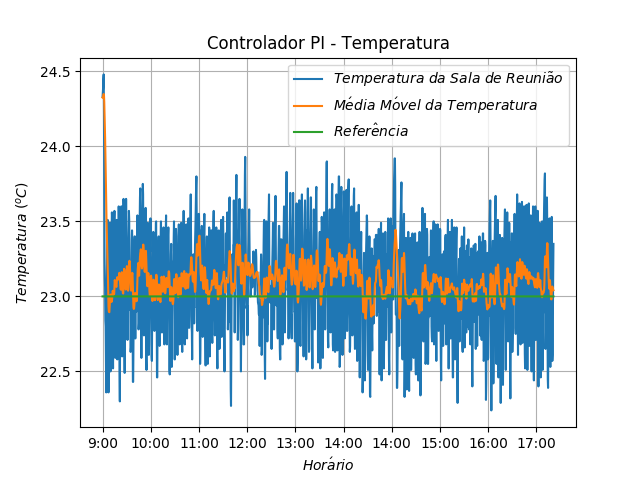 Controlador PI - Temperatura
Temperatura da Sala de Reunião
Média Móvel da Temperatura
Referência
Temperatura (ºC)
24.5
24.0
23.5
23.0
22.5
9:00 10:00 11:00 12:00 13:00 14:00 14:00 15:00 16:00 17:00
Horário